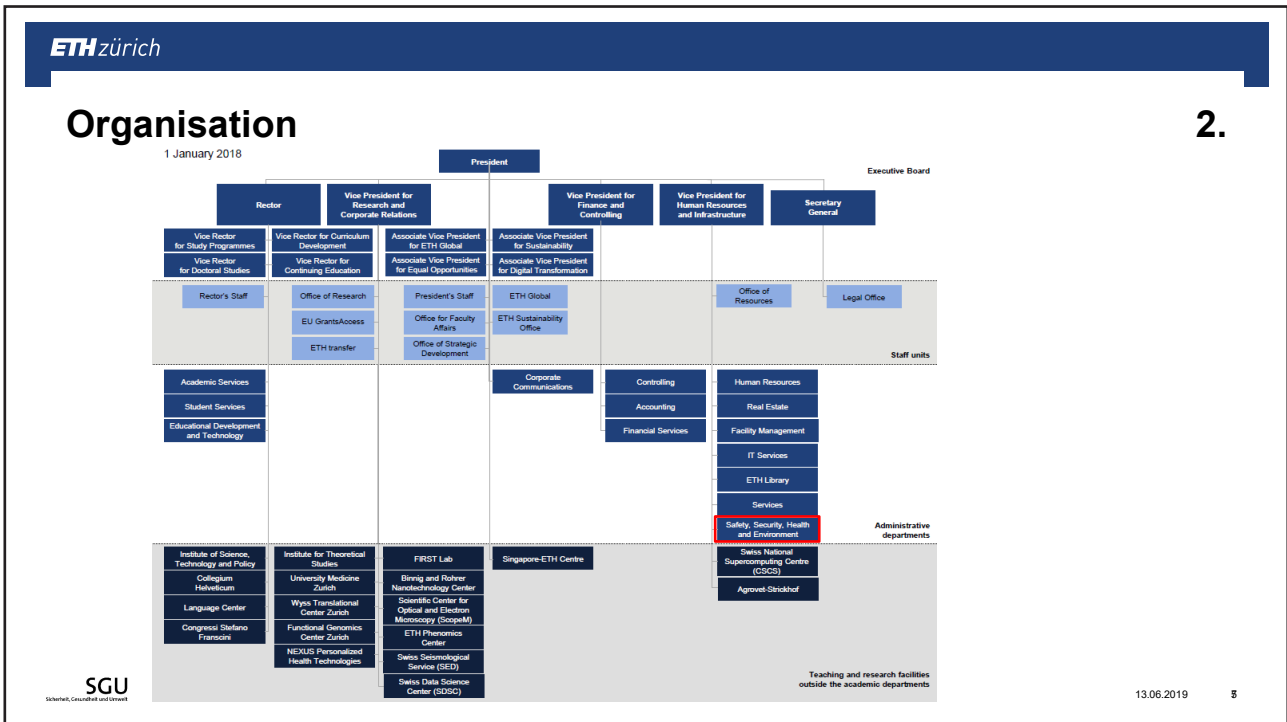 ETH zürich
Organisation
2.
1 January 2018
President
Executive Board
Rector
Vice President for
Research and
Corporate Relations
Vice President for
Finance and
Controlling
Vice President for
Human Resources
and Infrastructure
Secretary
General
Vice Rector
for Study Programmes
Vice Rector for Curriculum
Development
Associate Vice President
for ETH Global
Associate Vice President
for Sustainability
Vice Rector
for Doctoral Studies
Vice Rector for
Continuing Education
Associate Vice President
for Equal Opportunities
Associate Vice President
for Digital Transformation
Rector's Staff
Office of Research
President's Staff
ETH Global
Office of
Resources
Legal Office
EU GrantsAccess
Office for Faculty
Affairs
ETH Sustainability
Office
ETH transfer
Office of Strategic
Development
Staff units
Academic Services
Corporate
Communications
Controlling
Human Resources
Student Services
Accounting
Real Estate
Educational Development
and Technology
Financial Services
Facility Management
IT Services
ETH Library
Services
Safety, Security, Health
and Environment
Administrative
departments
Institute of Science,
Technology and Policy
Institute for Theoretical
Studies
FIRST Lab
Singapore-ETH Centre
Swiss National
Supercomputing Centre
(CSCS)
Collegium
Helveticum
University Medicine
Zurich
Binnig and Rohrer
Nanotechnology Center
Agrovet-Strickhof
Language Center
Wyss Translational
Center Zurich
Scientific Center for
Optical and Electron
Microscopy (ScopeM)
Congressi Stefano
Franscini
Functional Genomics
Center Zurich
ETH Phenomics
Center
NEXUS Personalized
Health Technologies
Swiss Seismological
Service (SED)
Swiss Data Science
Center (SDSC)
Teaching and research facilities
outside the academic departments
SGU
Sicherheit, Gesundheit und Umwelt
13.06.2019